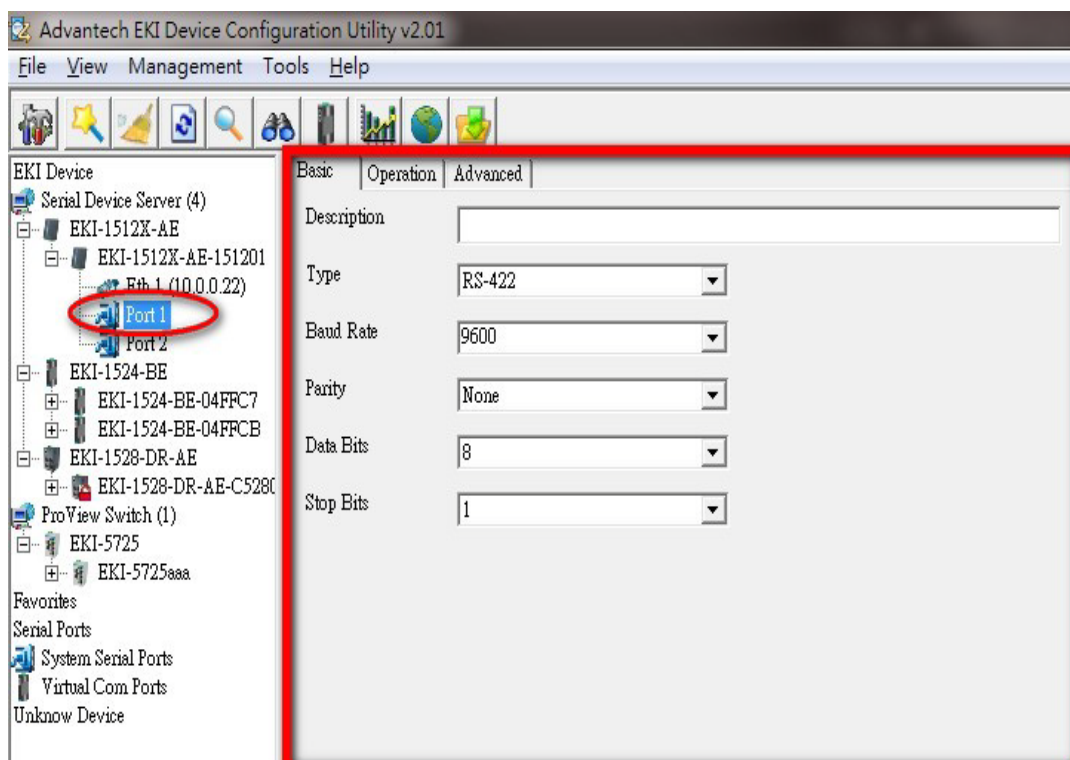 Advantech EKI Device Configuration Utility v2.01
File View Management Tools Help
EKI Device
Serial Device Server (4)
EKI-1512X-AE
EKI-1512X-AE-151201
Eth 1 (10.0.0.22)
Port 1
Port 2
EKI-1524-BE
EKI-1524-BE-04FFC7
EKI-1524-BE-04FFCB
EKI-1528-DR-AE
EKI-1528-DR-AE-C5280
ProView Switch (1)
EKI-5725
EKI-5725aaa
Favorites
Serial Ports
System Serial Ports
Virtual Com Ports
Unknow Device
Basic Operation Advanced
Description
Type RS-422
Baud Rate 9600
Parity None
Data Bits 8
Stop Bits 1